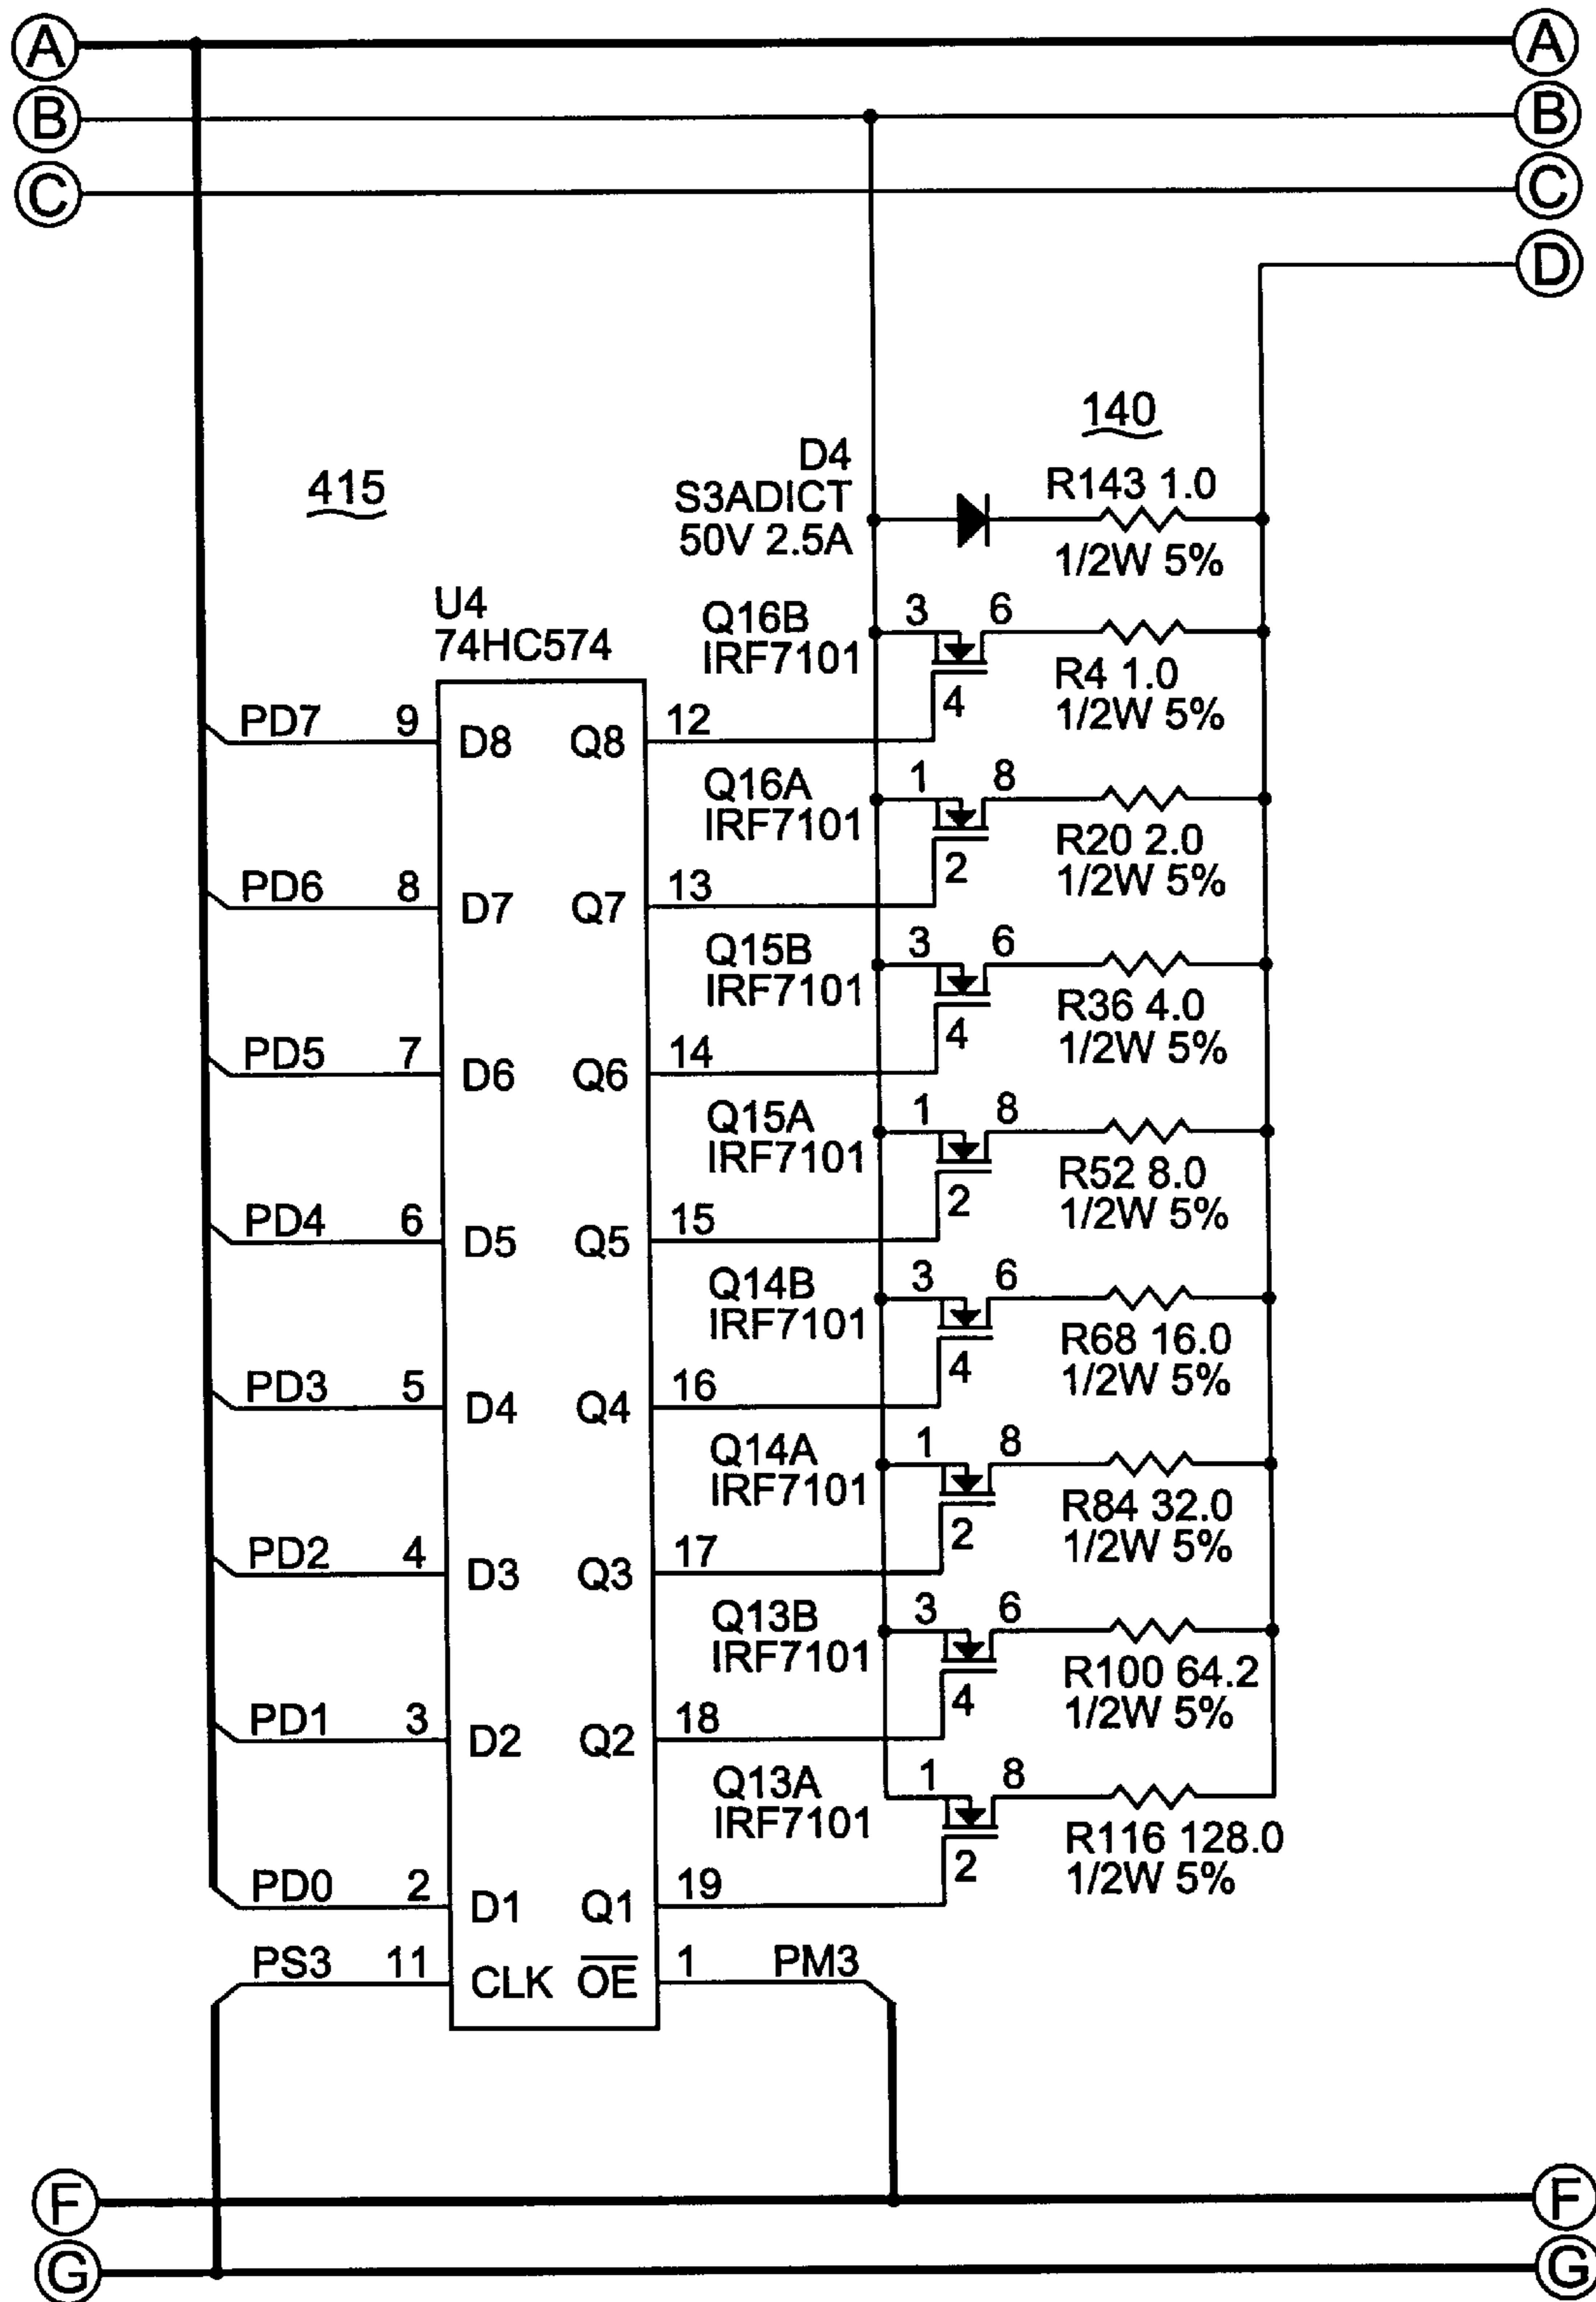 A A
B B
C C
D
140
415
D4
S3ADICT
50V 2.5A
R143 1.0
1/2W 5%
U4
74HC574
Q16B
IRF7101
3 6
4
R4 1.0
1/2W 5%
PD7 9 D8 Q8 12
Q16A
IRF7101
1 8
2
R20 2.0
1/2W 5%
PD6 8 D7 Q7 13
Q15B
IRF7101
3 6
4
R36 4.0
1/2W 5%
PD5 7 D6 Q6 14
Q15A
IRF7101
1 8
2
R52 8.0
1/2W 5%
PD4 6 D5 Q5 15
Q14B
IRF7101
3 6
4
R68 16.0
1/2W 5%
PD3 5 D4 Q4 16
Q14A
IRF7101
1 8
2
R84 32.0
1/2W 5%
PD2 4 D3 Q3 17
Q13B
IRF7101
3 6
4
R100 64.2
1/2W 5%
PD1 3 D2 Q2 18
Q13A
IRF7101
1 8
2
R116 128.0
1/2W 5%
PD0 2 D1 Q1 19
PS3 11 CLK OE 1 PM3
F F
G G